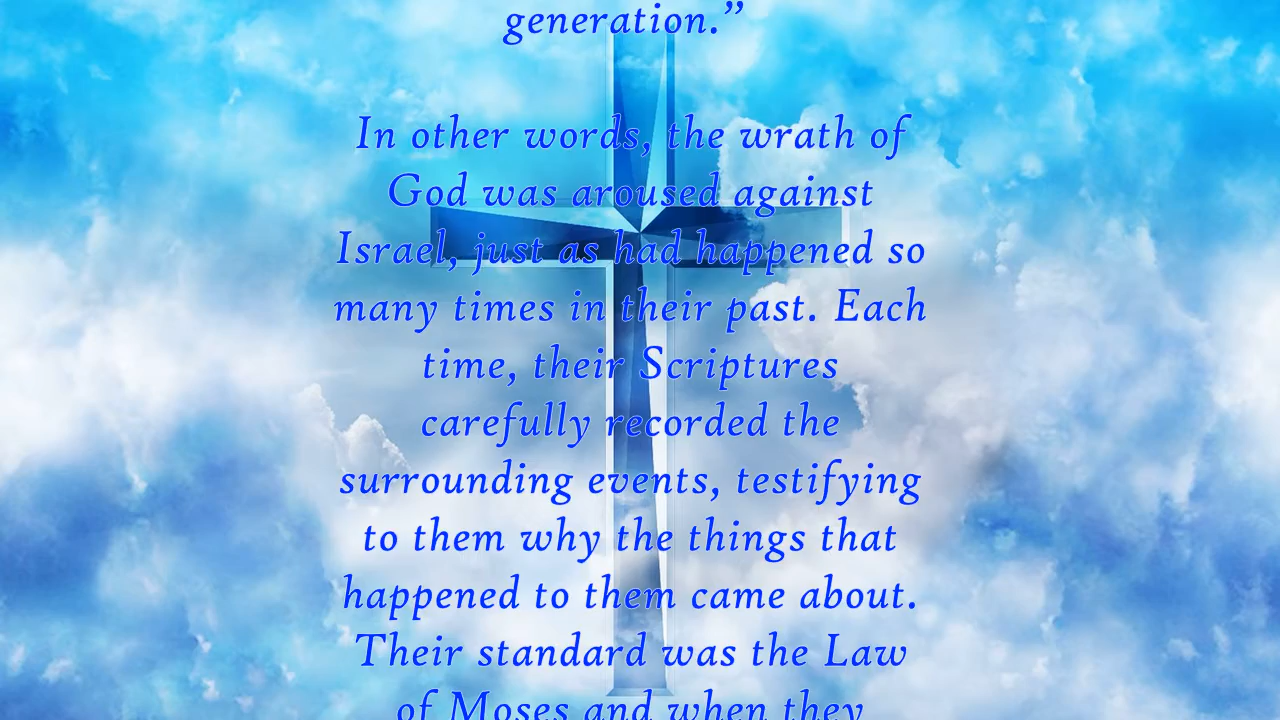 generation.”
In other words, the wrath of
God was aroused against
Israel, just as had happened so
many times in their past. Each
time, their Scriptures
carefully recorded the
surrounding events, testifying
to them why the things that
happened to them came about.
Their standard was the Law
of Moses and when they